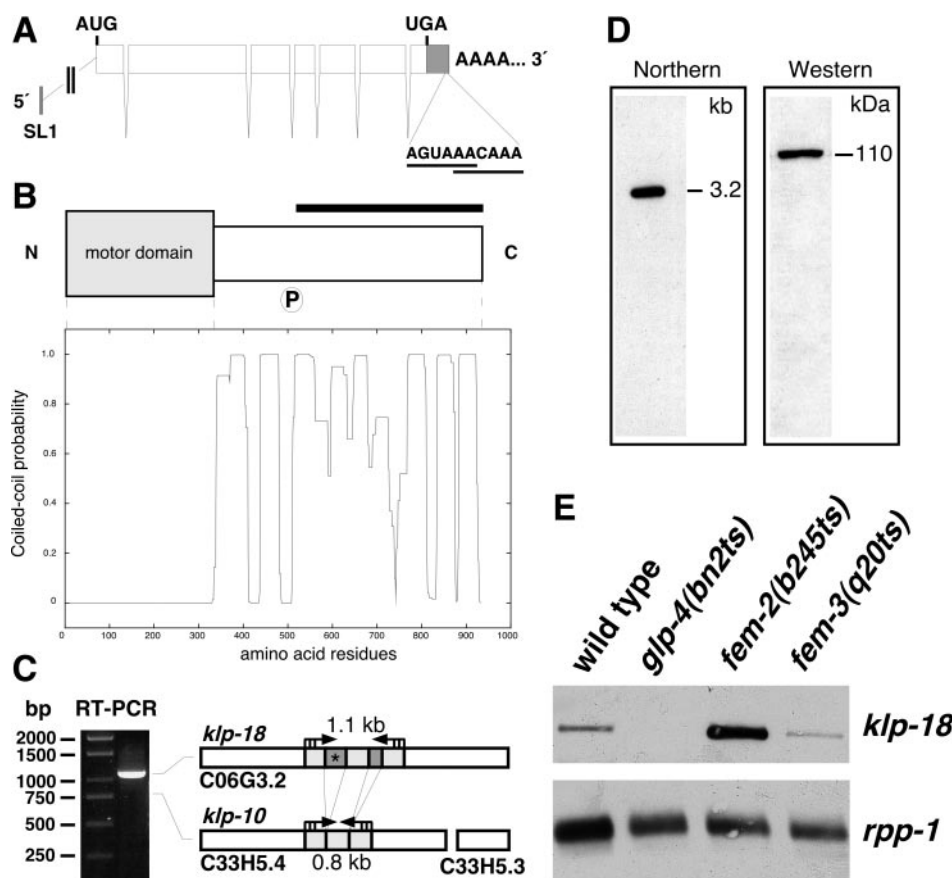 A
AUG
UGA
AAAA... 3´
5´
SL1
AGUAAACAAA
B
N
motor domain
C
P
Coiled-coil probability
1.0
0.8
0.6
0.4
0.2
0
0 100 200 300 400 500 600 700 800 900 1000
amino acid residues
C
bp RT-PCR
2000
1500
1000
750
500
250
klp-18
1.1 kb
*
C06G3.2
klp-10
C33H5.4
0.8 kb
C33H5.3
D
Northern
kb
3.2
Western
kDa
110
E
wild type
glp-4(bn2ts)
fem-2(b245ts)
fem-3(q20ts)
klp-18
rpp-1